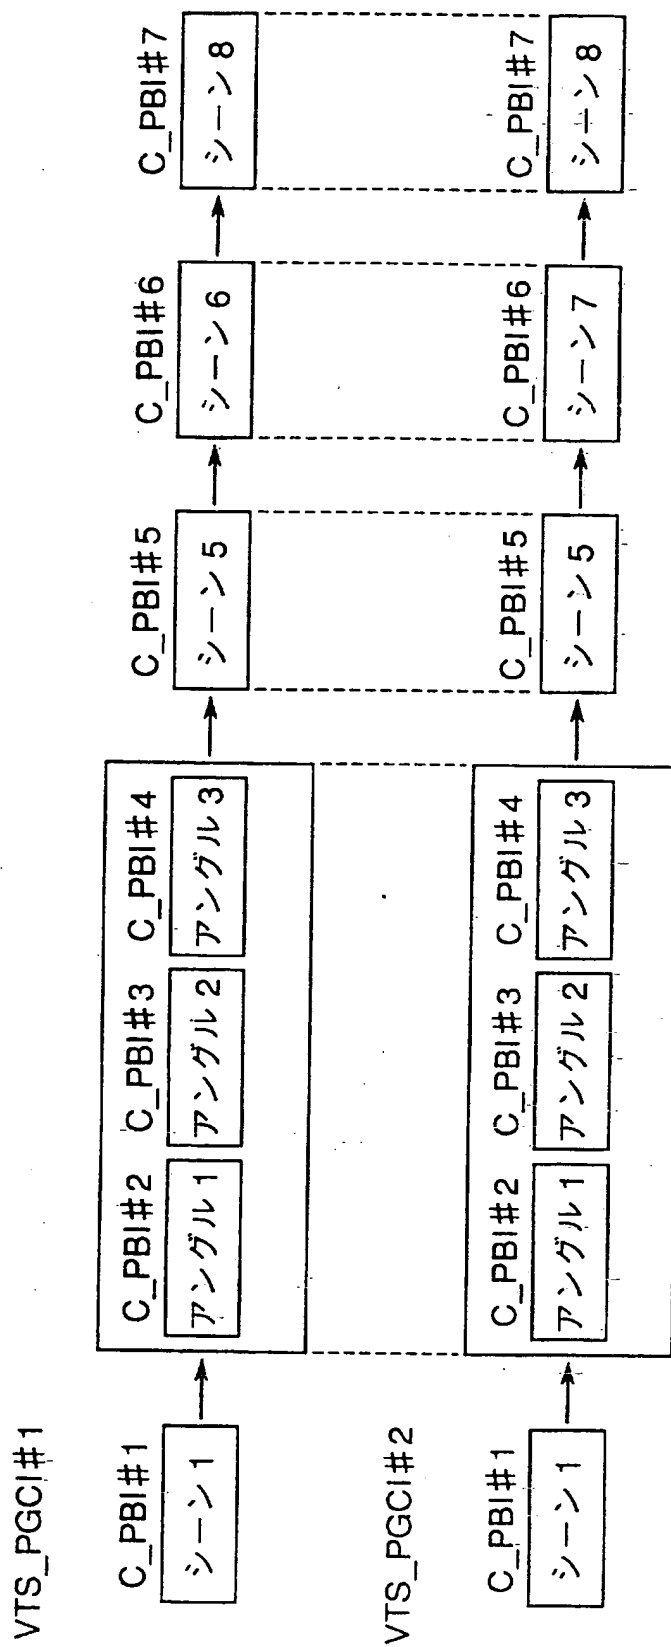 VTS_PGCI#1
C_PBI#1
シーン1
C_PBI#2
アングル1
C_PBI#3
アングル2
C_PBI#4
アングル3
C_PBI#5
シーン5
C_PBI#6
シーン6
C_PBI#7
シーン8
VTS_PGCI#2
C_PBI#1
シーン1
C_PBI#2
アングル1
C_PBI#3
アングル2
C_PBI#4
アングル3
C_PBI#5
シーン5
C_PBI#6
シーン7
C_PBI#7
シーン8